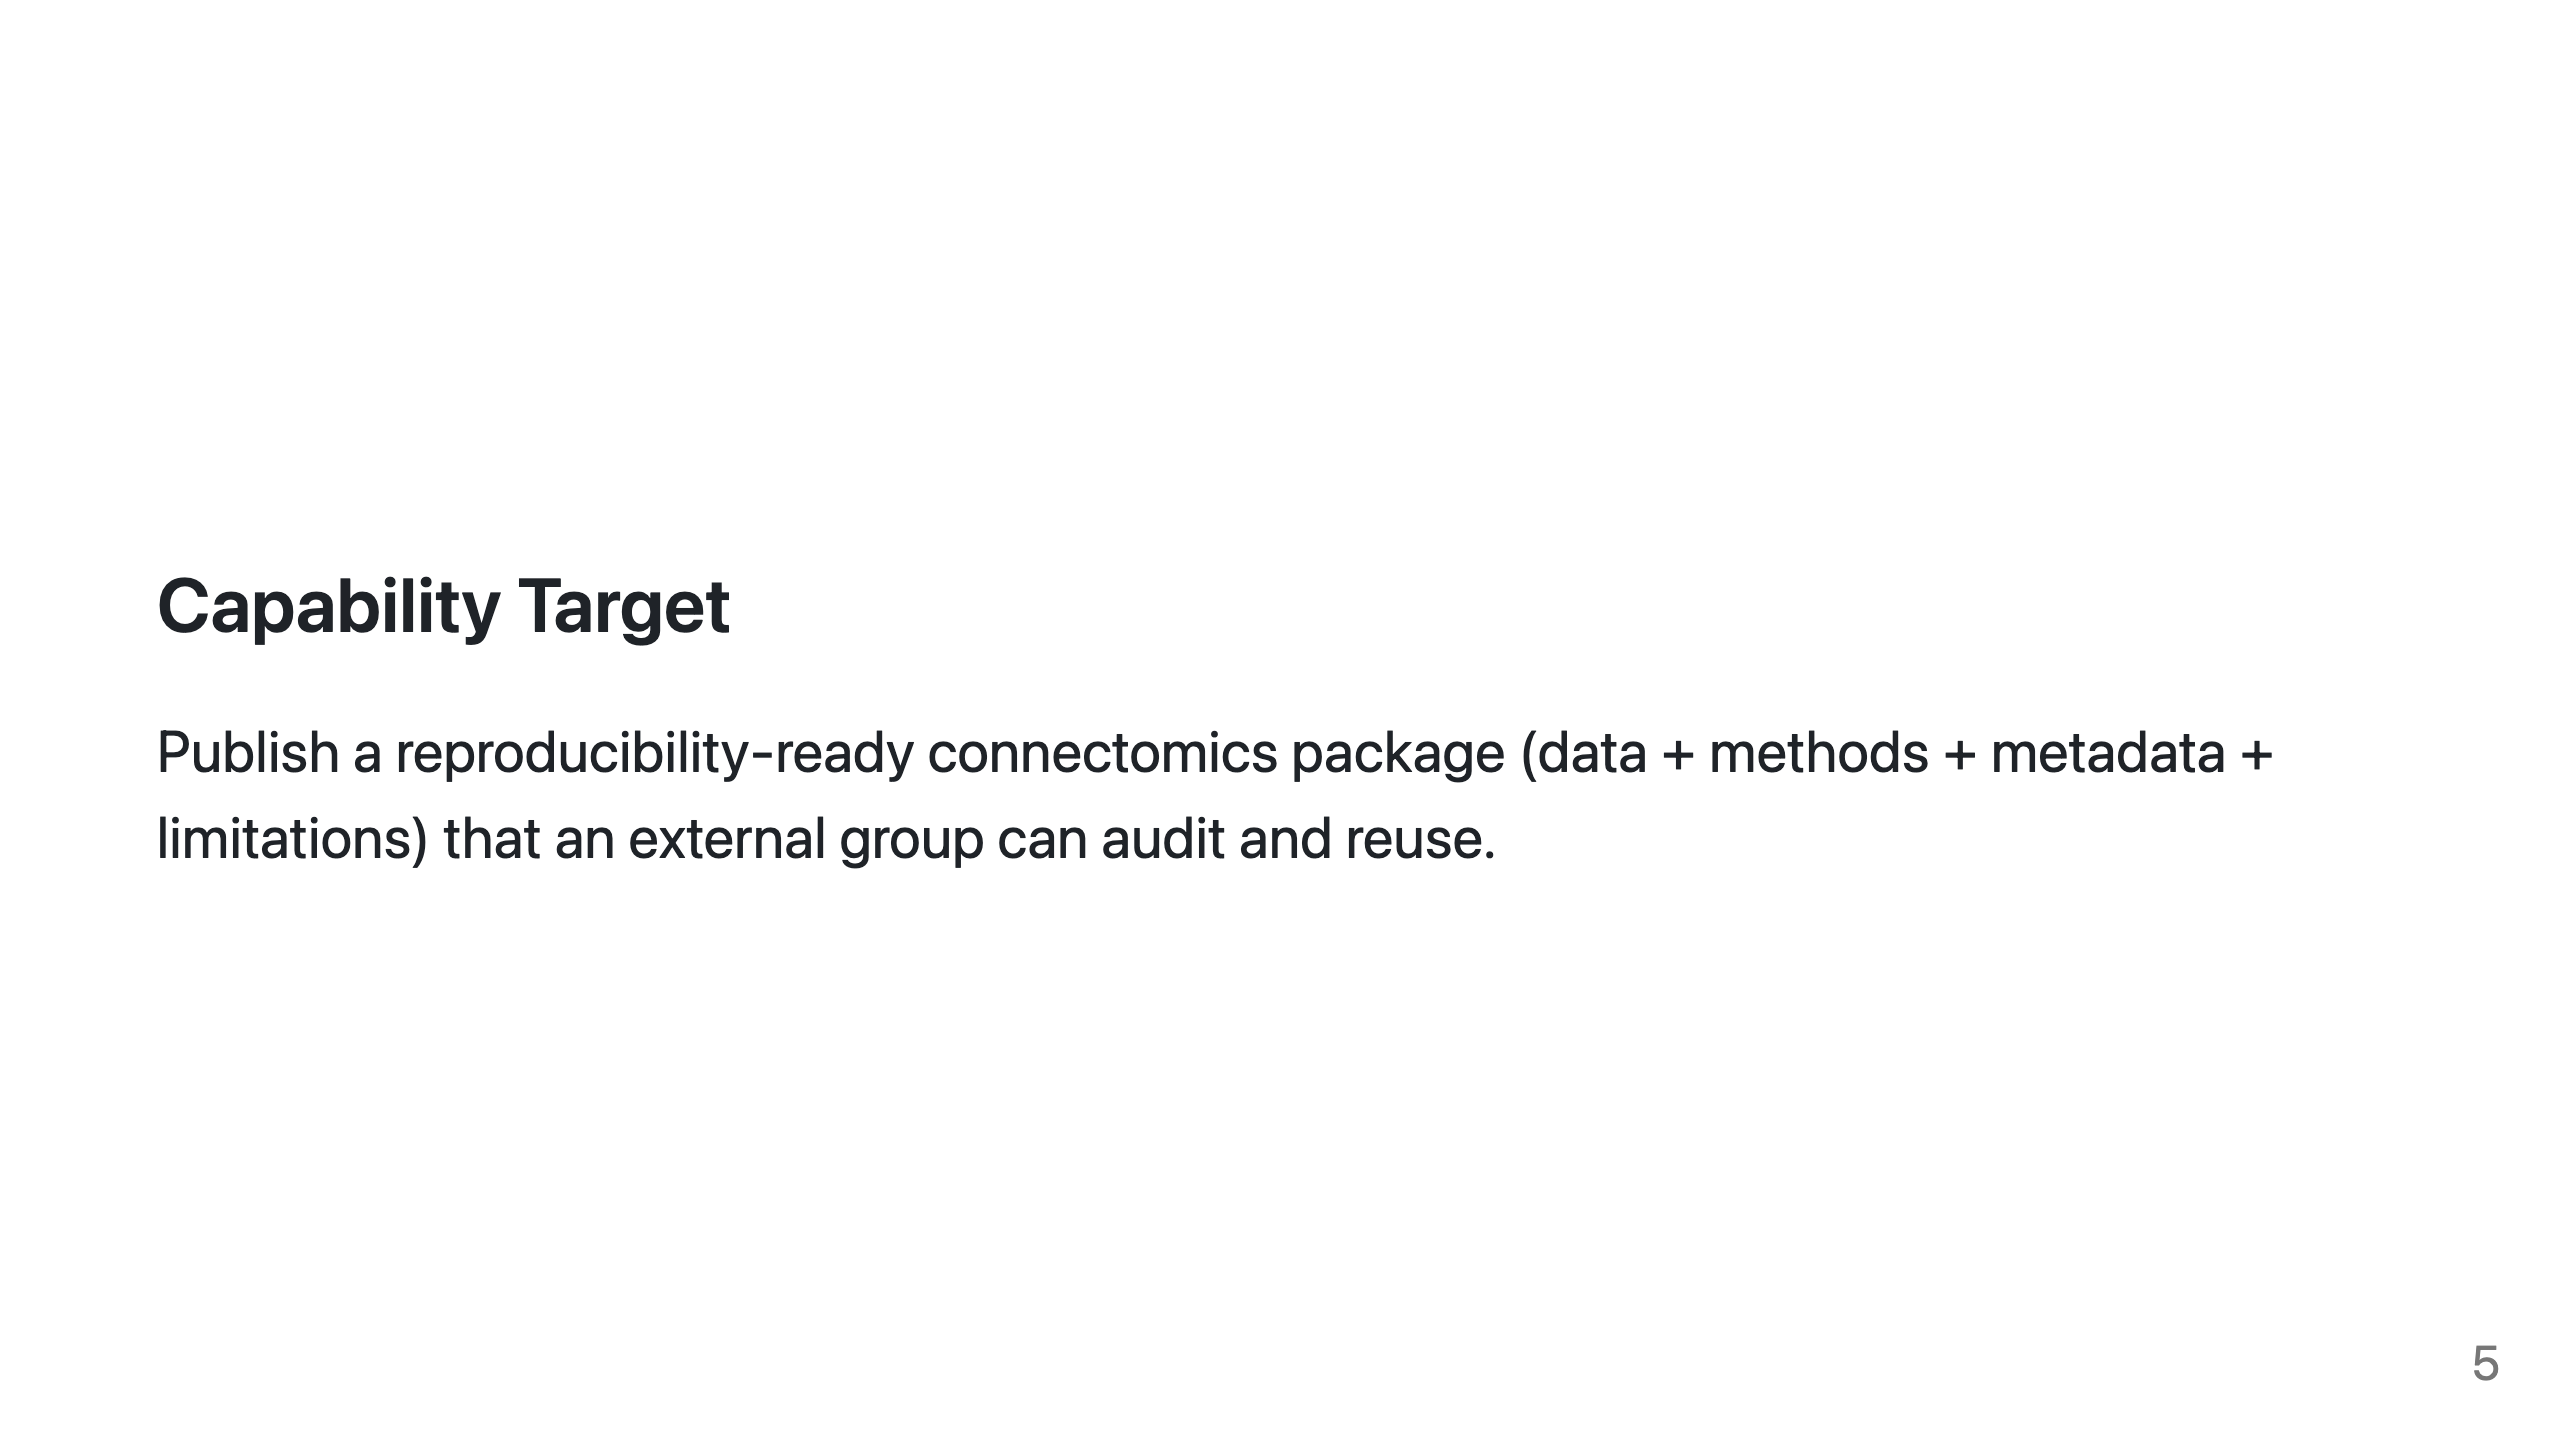 Capability Target
Publish a reproducibility-ready connectomics package (data + methods + metadata +
limitations) that an external group can audit and reuse.
5